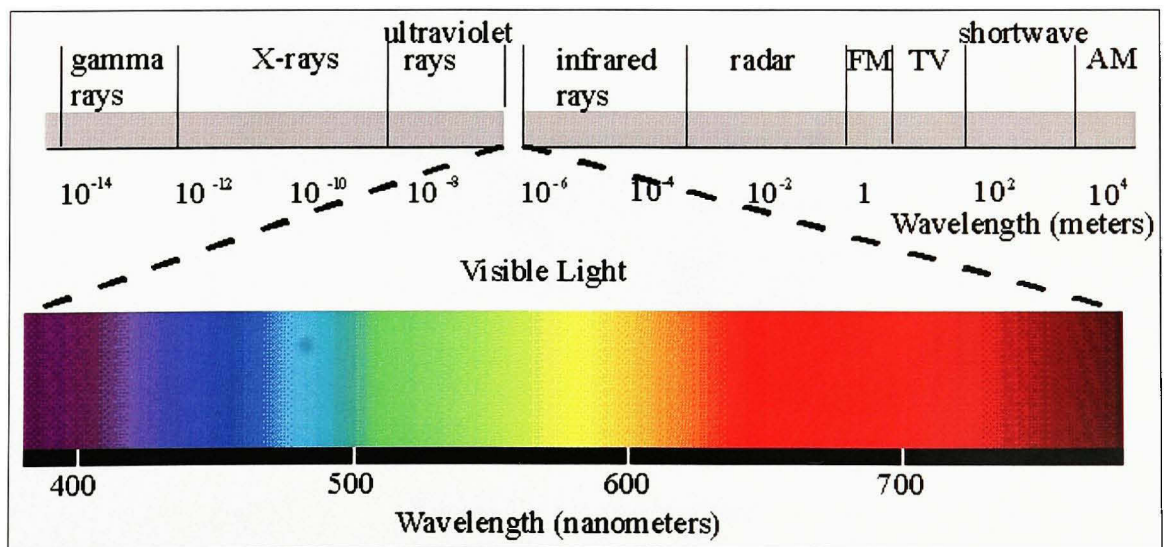 ultraviolet shortwave
gamma X-rays rays infrared radar FM TV AM
rays rays
10⁻¹⁴ 10⁻¹² 10⁻¹⁰ 10⁻⁸ 10⁻⁶ 10⁻⁴ 10⁻² 1 10² 10⁴
Wavelength (meters)
Visible Light
400 500 600 700
Wavelength (nanometers)